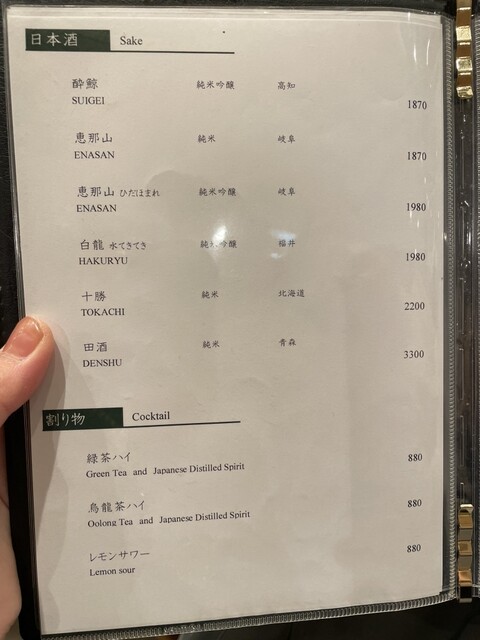 日本酒 Sake
酔鯨 純米吟醸 高知
SUIGEI 1870
恵那山 純米 岐阜
ENASAN 1870
恵那山 ひだほまれ 純米吟醸 岐阜
ENASAN 1980
白龍 水てきてき 純米吟醸 福井
HAKURYU 1980
十勝 純米 北海道
TOKACHI 2200
田酒 純米 青森
DENSHU 3300
割り物 Cocktail
緑茶ハイ 880
Green Tea and Japanese Distilled Spirit
烏龍茶ハイ 880
Oolong Tea and Japanese Distilled Spirit
レモンサワー 880
Lemon sour